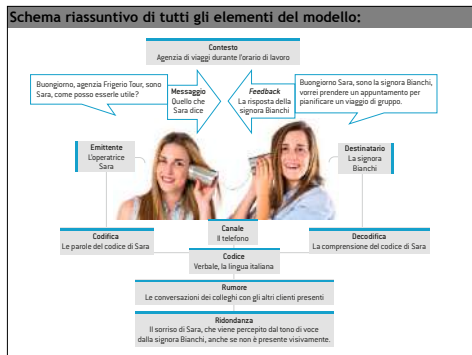 Schema riassuntivo di tutti gli elementi del modello:
Contesto
Agenzia di viaggi durante l'orario di lavoro
Buongiorno, agenzia Frigerio Tour, sono
Sara, come posso esserle utile?
Messaggio
Quello che
Sara dice
Feedback
La risposta della
signora Bianchi
Buongiorno Sara, sono la signora Bianchi,
vorrei prendere un appuntamento per
pianificare un viaggio di gruppo.
Emittente
L'operatrice
Sara
Destinatario
La signora
Bianchi
Codifica
Le parole del codice di Sara
Canale
Il telefono
Decodifica
La comprensione del codice di Sara
Codice
Verbale, la lingua italiana
Rumore
Le conversazioni dei colleghi con gli altri clienti presenti
Ridondanza
Il sorriso di Sara, che viene percepito dal tono di voce
dalla signora Bianchi, anche se non è presente visivamente.